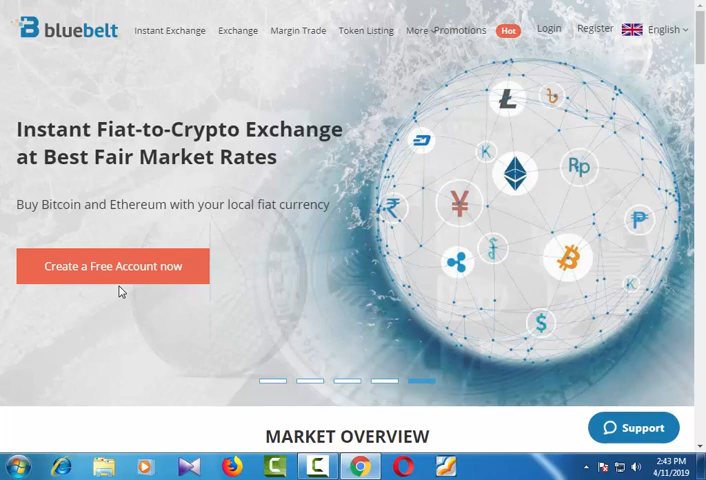 bluebelt
Instant Exchange Exchange Margin Trade Token Listing More Promotions Hot Login Register English
Instant Fiat-to-Crypto Exchange
at Best Fair Market Rates
Buy Bitcoin and Ethereum with your local fiat currency
Create a Free Account now
MARKET OVERVIEW
Support
2:43 PM
4/11/2019